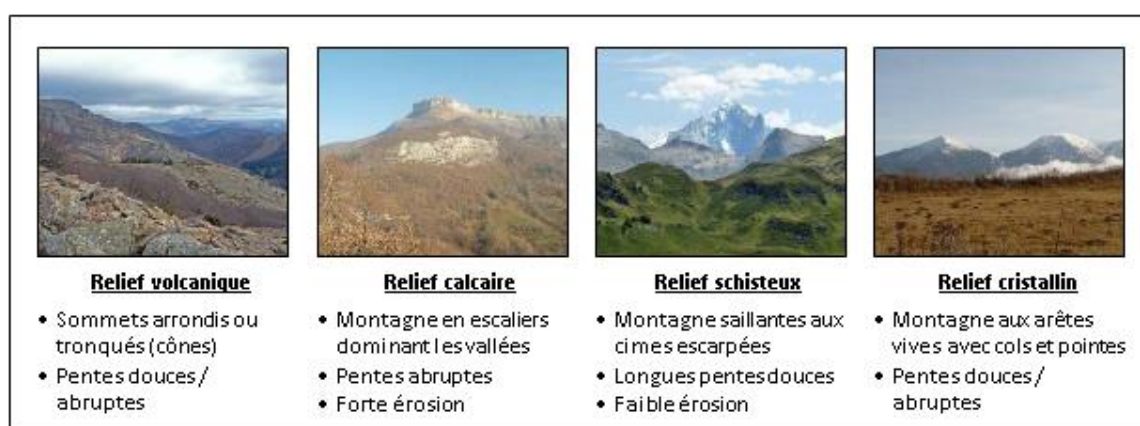 Relief volcanique
• Sommets arrondis ou
tronqués (cônes)
• Pentes douces /
abruptes
Relief calcaire
• Montagne en escaliers
dominant les vallées
• Pentes abruptes
• Forte érosion
Relief schisteux
• Montagne saillantes aux
cimes escarpées
• Longues pentes douces
• Faible érosion
Relief cristallin
• Montagne aux arêtes
vives avec cols et pointes
• Pentes douces /
abruptes